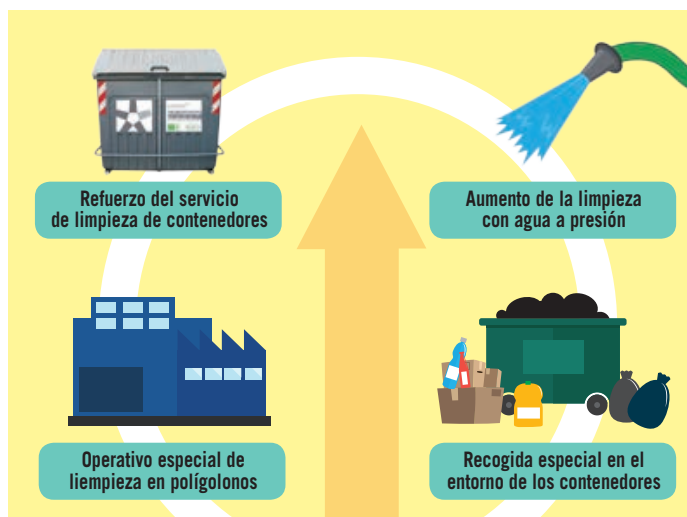 Refuerzo del servicio
de limpieza de contenedores
Aumento de la limpieza
con agua a presión
Operativo especial de
liempieza en polígolonos
Recogida especial en el
entorno de los contenedores